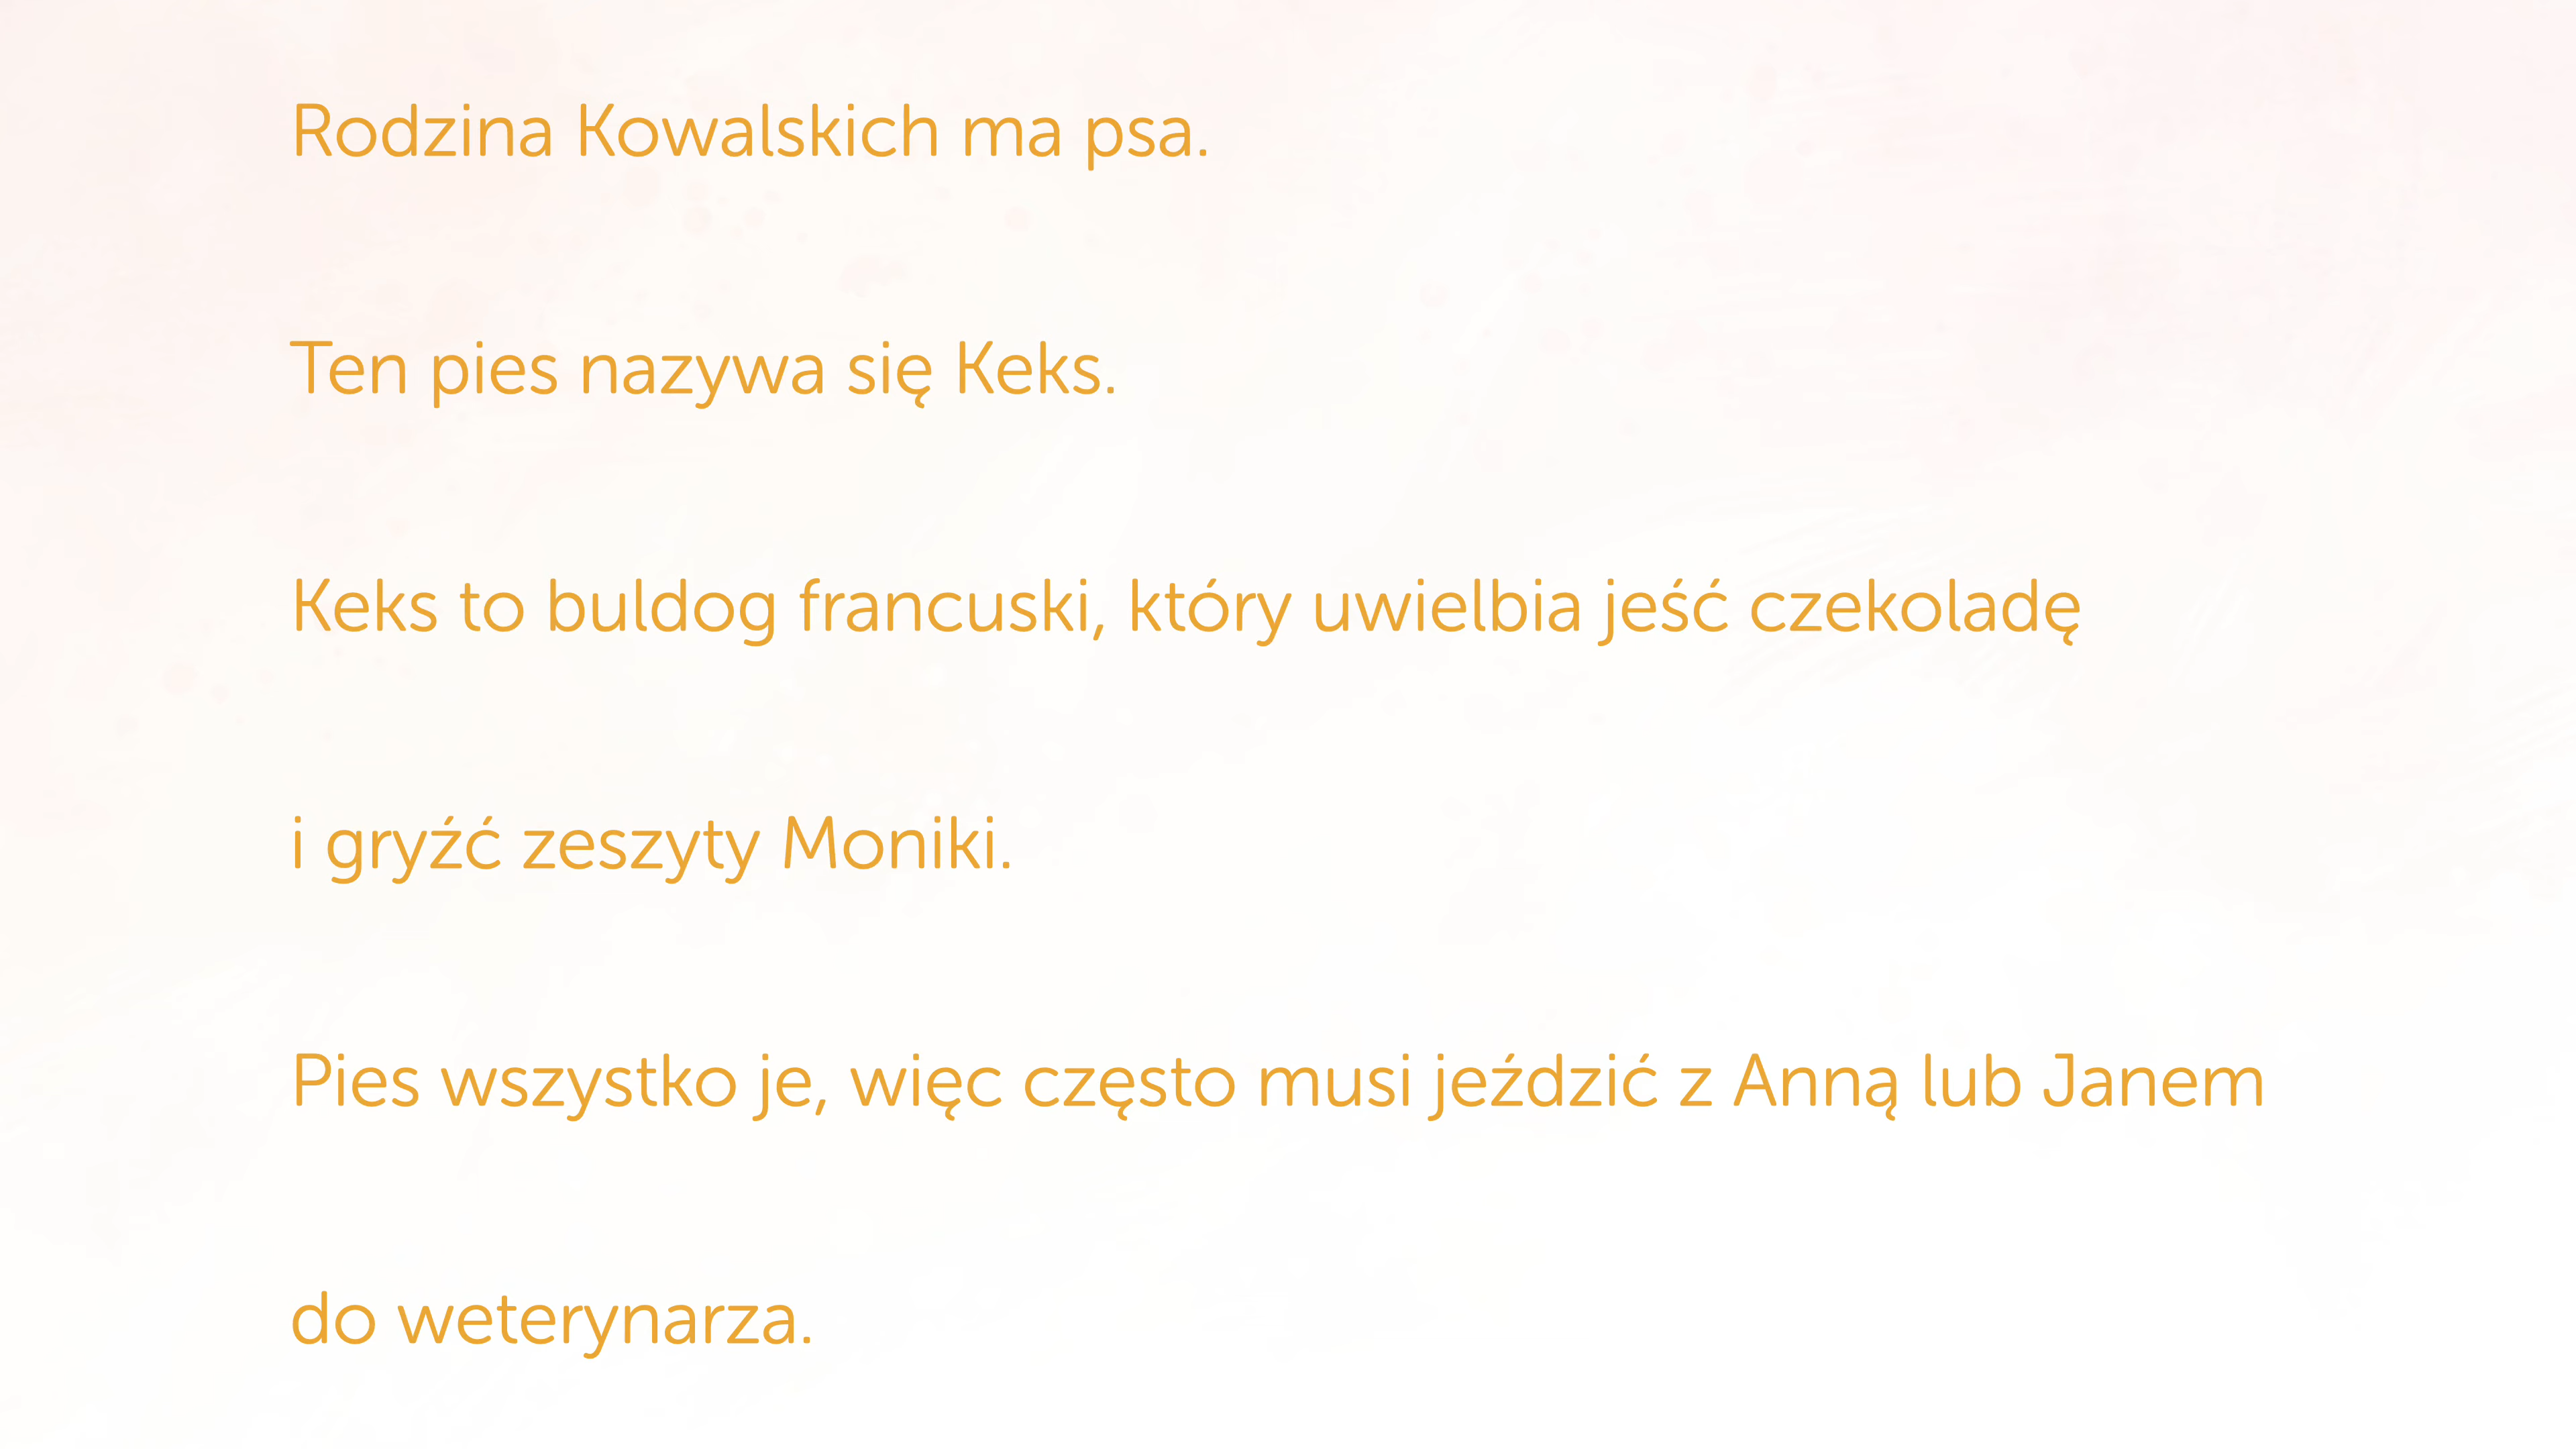 Rodzina Kowalskich ma psa.
Ten pies nazywa się Keks.
Keks to buldog francuski, który uwielbia jeść czekoladę
i gryźć zeszyty Moniki.
Pies wszystko je, więc często musi jeździć z Anną lub Janem
do weterynarza.